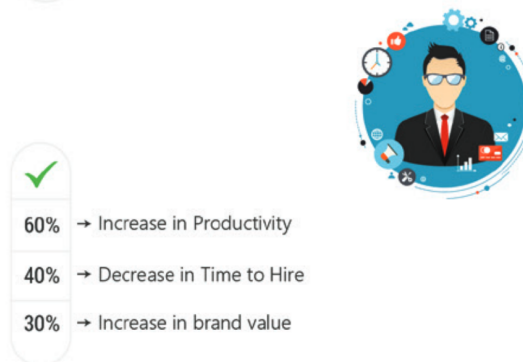 60% → Increase in Productivity
40% → Decrease in Time to Hire
30% → Increase in brand value